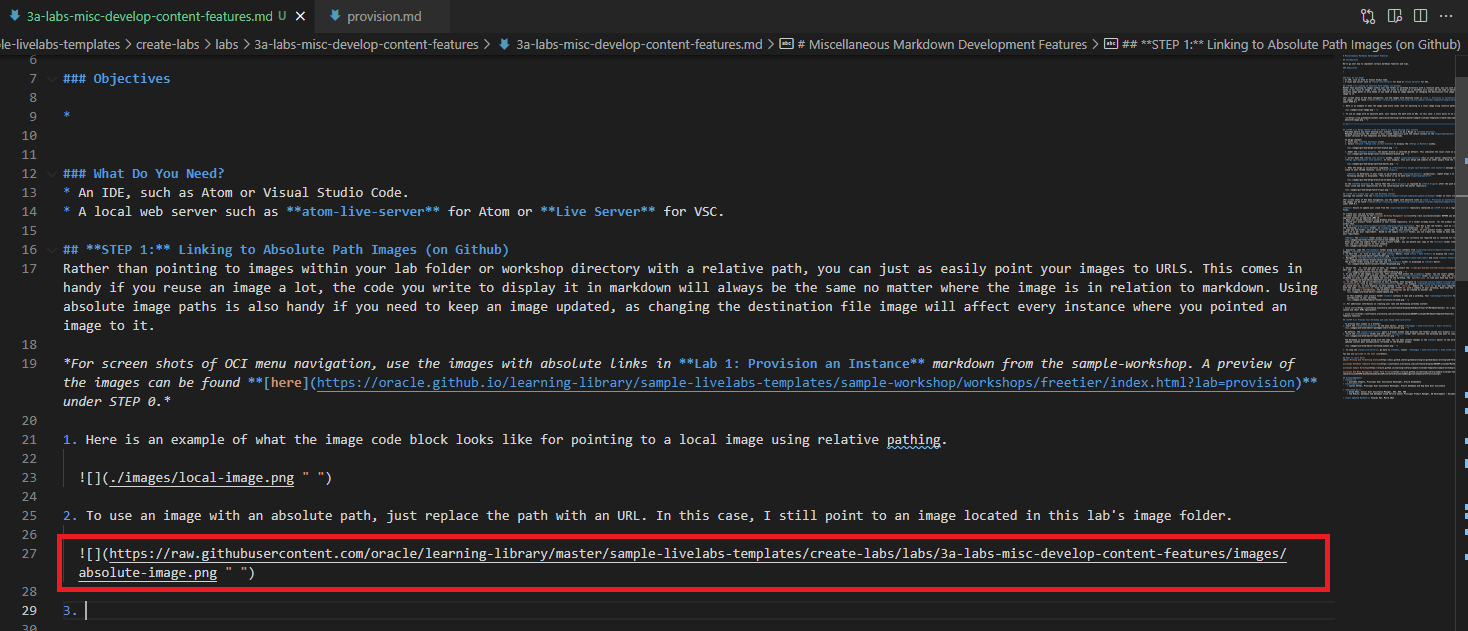 3a-labs-misc-develop-content-features.md U
provision.md
le-livelabs-templates > create-labs > labs > 3a-labs-misc-develop-content-features > 3a-labs-misc-develop-content-features.md > # Miscellaneous Markdown Development Features > ## **STEP 1:** Linking to Absolute Path Images (on Github)
6
7 ### Objectives
8
9 *
10
11
12 ### What Do You Need?
13 * An IDE, such as Atom or Visual Studio Code.
14 * A local web server such as **atom-live-server** for Atom or **Live Server** for VSC.
15
16 ## **STEP 1:** Linking to Absolute Path Images (on Github)
17 Rather than pointing to images within your lab folder or workshop directory with a relative path, you can just as easily point your images to URLS. This comes in
handy if you reuse an image a lot, the code you write to display it in markdown will always be the same no matter where the image is in relation to markdown. Using
absolute image paths is also handy if you need to keep an image updated, as changing the destination file image will affect every instance where you pointed an
image to it.
18
19 *For screen shots of OCI menu navigation, use the images with absolute links in **Lab 1: Provision an Instance** markdown from the sample-workshop. A preview of
the images can be found **[here](https://oracle.github.io/learning-library/sample-livelabs-templates/sample-workshop/workshops/freetier/index.html?lab=provision)**
under STEP 0.*
20
21 1. Here is an example of what the image code block looks like for pointing to a local image using relative pathing.
22
23 ![](./images/local-image.png " ")
24
25 2. To use an image with an absolute path, just replace the path with an URL. In this case, I still point to an image located in this lab's image folder.
26
27 ![](https://raw.githubusercontent.com/oracle/learning-library/master/sample-livelabs-templates/create-labs/labs/3a-labs-misc-develop-content-features/images/
absolute-image.png " ")
28
29 3.
30